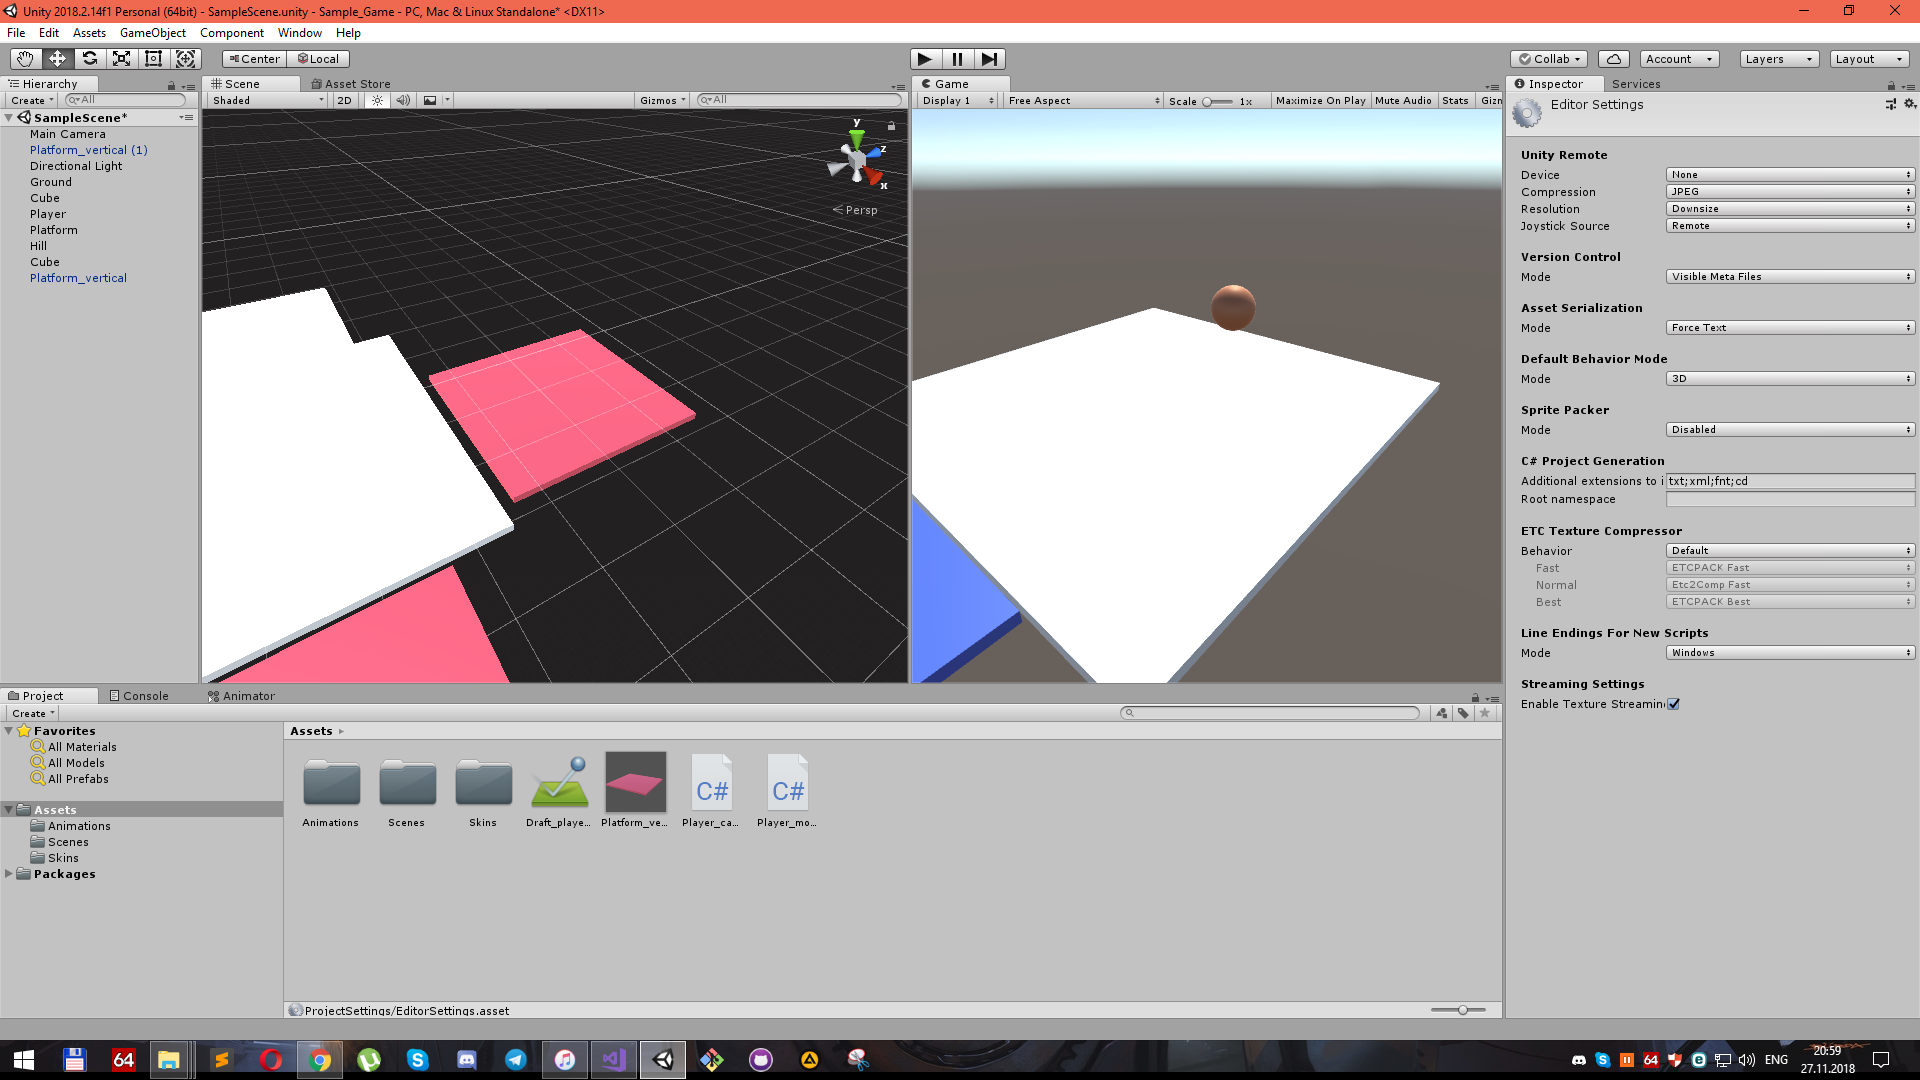 Unity 2018.2.14f1 Personal (64bit) - SampleScene.unity - Sample_Game - PC, Mac & Linux Standalone* <DX11>
File Edit Assets GameObject Component Window Help
Center Local Collab Account Layers Layout
Hierarchy
Create All
SampleScene*
Main Camera
Platform_vertical (1)
Directional Light
Ground
Cube
Player
Platform
Hill
Cube
Platform_vertical
Scene Asset Store
Shaded 2D Gizmos All
y
z
x
Persp
Game
Display 1 Free Aspect Scale 1x Maximize On Play Mute Audio Stats Gizn
Inspector Services
Editor Settings
Unity Remote
Device None
Compression JPEG
Resolution Downsize
Joystick Source Remote
Version Control
Mode Visible Meta Files
Asset Serialization
Mode Force Text
Default Behavior Mode
Mode 3D
Sprite Packer
Mode Disabled
C# Project Generation
Additional extensions to i txt;xml;fnt;cd
Root namespace
ETC Texture Compressor
Behavior Default
Fast ETCPACK Fast
Normal Etc2Comp Fast
Best ETCPACK Best
Line Endings For New Scripts
Mode Windows
Streaming Settings
Enable Texture Streamin
Project Console Animator
Create
Favorites
All Materials
All Models
All Prefabs
Assets
Animations
Scenes
Skins
Packages
Assets
C# C#
Animations Scenes Skins Draft_playe... Platform_ve... Player_ca... Player_mo...
ProjectSettings/EditorSettings.asset
64 64 ENG
20:59
27.11.2018